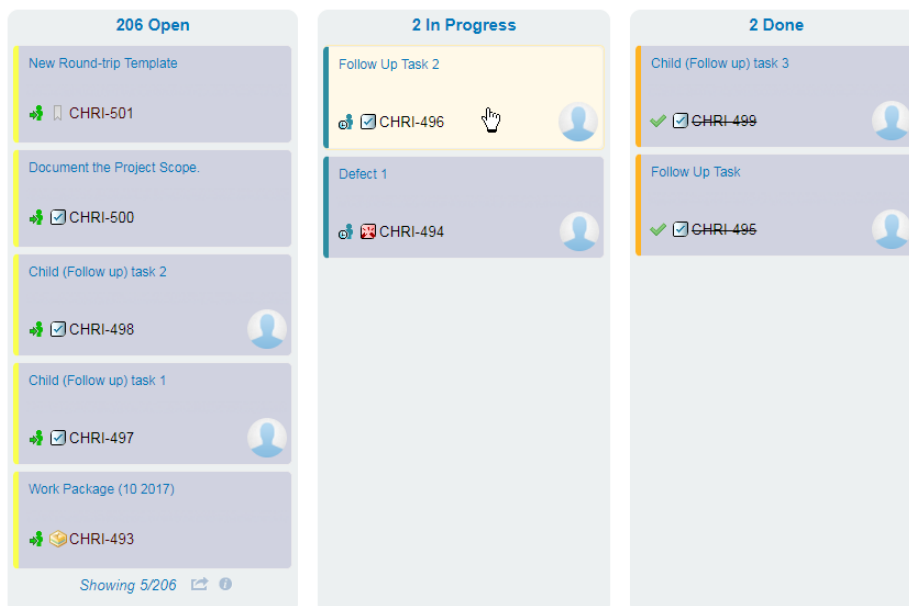 206 Open
New Round-trip Template
CHRI-501
Document the Project Scope.
CHRI-500
Child (Follow up) task 2
CHRI-498
Child (Follow up) task 1
CHRI-497
Work Package (10 2017)
CHRI-493
Showing 5/206
2 In Progress
Follow Up Task 2
CHRI-496
Defect 1
CHRI-494
2 Done
Child (Follow up) task 3
CHRI-499
Follow Up Task
CHRI-495